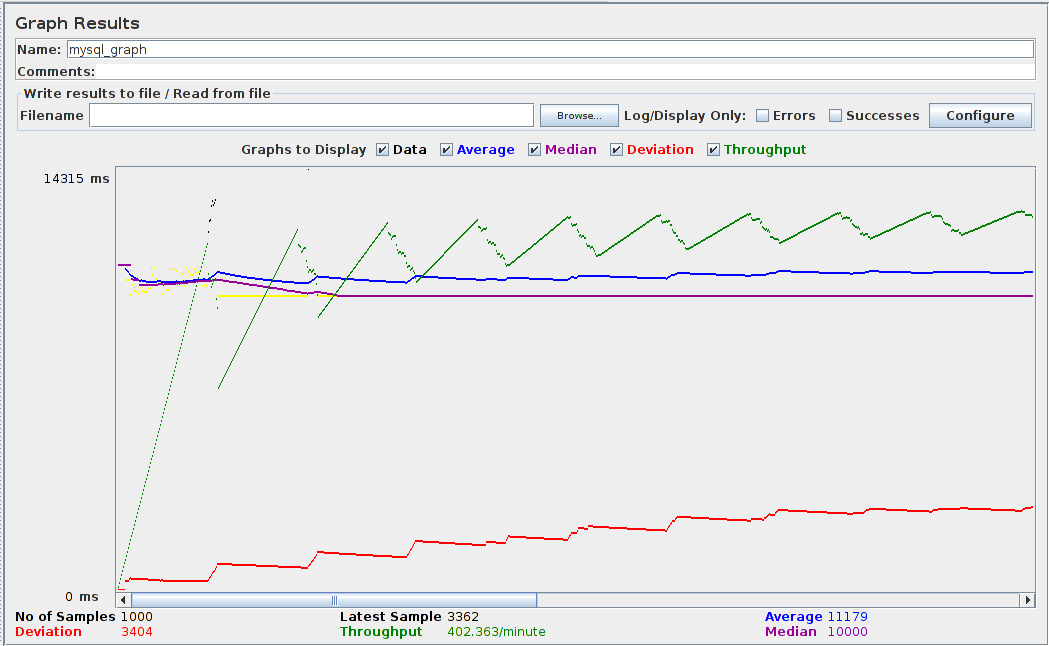 Graph Results
Name: mysql_graph
Comments:
Write results to file / Read from file
Filename Browse... Log/Display Only: Errors Successes Configure
Graphs to Display Data Average Median Deviation Throughput
14315 ms
0 ms
No of Samples 1000 Latest Sample 3362 Average 11179
Deviation 3404 Throughput 402.363/minute Median 10000